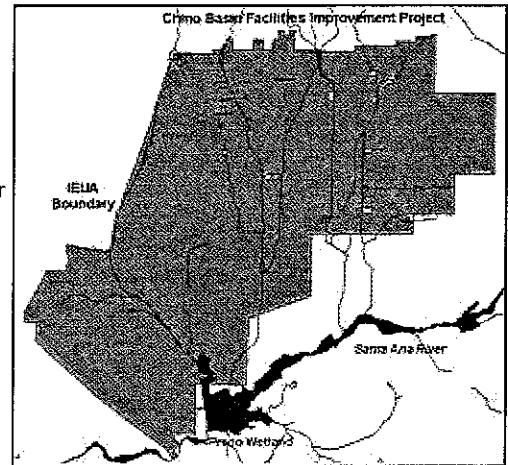 Chino Basin Facilities Improvement Project
IEUA
Boundary
Santa Ana River
Prado Wetlands
r